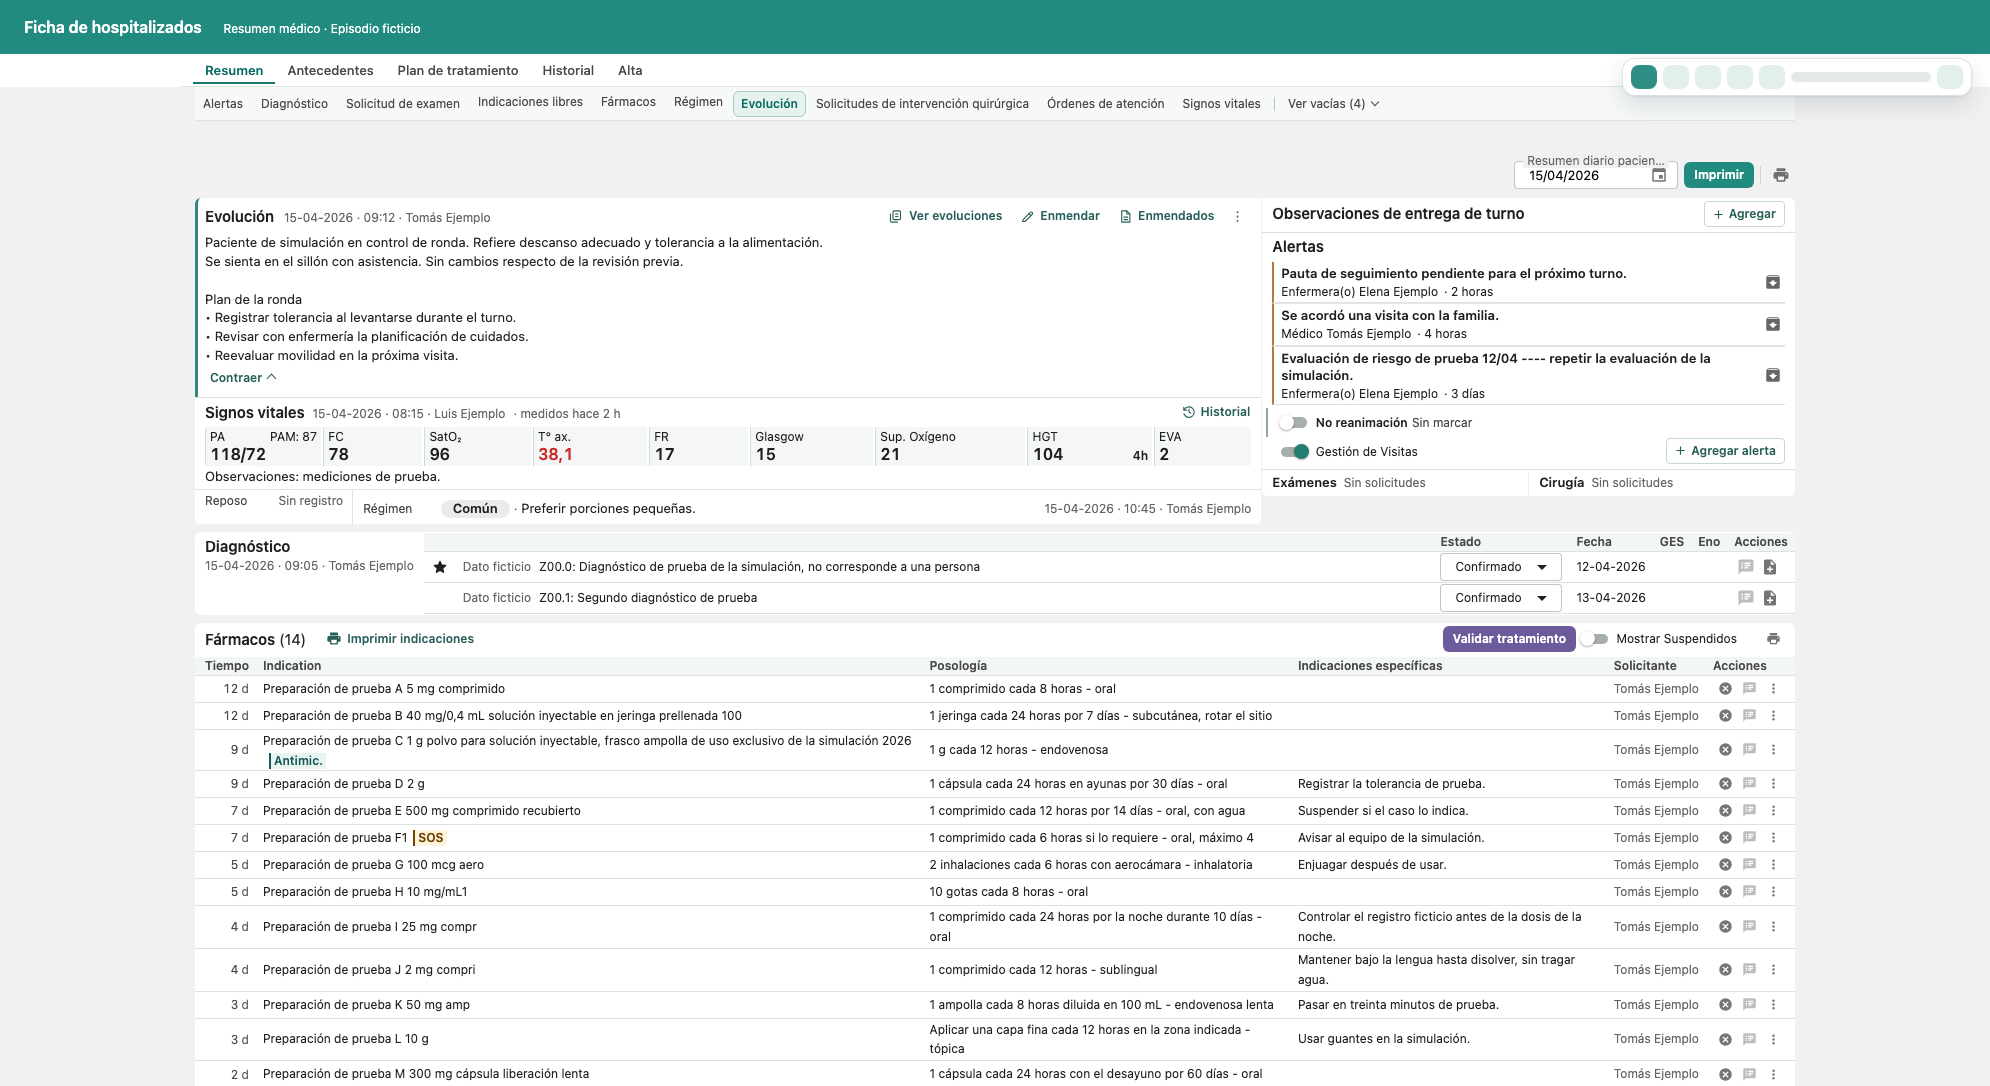 Ficha de hospitalizados Resumen médico · Episodio ficticio
Resumen Antecedentes Plan de tratamiento Historial Alta
Alertas Diagnóstico Solicitud de examen Indicaciones libres Fármacos Régimen Evolución Solicitudes de intervención quirúrgica Órdenes de atención Signos vitales Ver vacías (4)
Resumen diario pacien...
15/04/2026 Imprimir
Evolución 15-04-2026 · 09:12 · Tomás Ejemplo Ver evoluciones Enmendar Enmendados
Paciente de simulación en control de ronda. Refiere descanso adecuado y tolerancia a la alimentación.
Se sienta en el sillón con asistencia. Sin cambios respecto de la revisión previa.
Plan de la ronda
• Registrar tolerancia al levantarse durante el turno.
• Revisar con enfermería la planificación de cuidados.
• Reevaluar movilidad en la próxima visita.
Contraer
Signos vitales 15-04-2026 · 08:15 · Luis Ejemplo · medidos hace 2 h Historial
PA PAM: 87 FC SatO₂ T° ax. FR Glasgow Sup. Oxígeno HGT EVA
118/72 78 96 38,1 17 15 21 104 4h 2
Observaciones: mediciones de prueba.
Reposo Sin registro Régimen Común · Preferir porciones pequeñas. 15-04-2026 · 10:45 · Tomás Ejemplo
Observaciones de entrega de turno Agregar
Alertas
Pauta de seguimiento pendiente para el próximo turno.
Enfermera(o) Elena Ejemplo · 2 horas
Se acordó una visita con la familia.
Médico Tomás Ejemplo · 4 horas
Evaluación de riesgo de prueba 12/04 ---- repetir la evaluación de la
simulación.
Enfermera(o) Elena Ejemplo · 3 días
No reanimación Sin marcar
Gestión de Visitas Agregar alerta
Exámenes Sin solicitudes Cirugía Sin solicitudes
Diagnóstico Estado Fecha GES Eno Acciones
15-04-2026 · 09:05 · Tomás Ejemplo
Dato ficticio Z00.0: Diagnóstico de prueba de la simulación, no corresponde a una persona Confirmado 12-04-2026
Dato ficticio Z00.1: Segundo diagnóstico de prueba Confirmado 13-04-2026
Fármacos (14) Imprimir indicaciones Validar tratamiento Mostrar Suspendidos
Tiempo Indication Posología Indicaciones específicas Solicitante Acciones
12 d Preparación de prueba A 5 mg comprimido 1 comprimido cada 8 horas - oral Tomás Ejemplo
12 d Preparación de prueba B 40 mg/0,4 mL solución inyectable en jeringa prellenada 100 1 jeringa cada 24 horas por 7 días - subcutánea, rotar el sitio Tomás Ejemplo
9 d Preparación de prueba C 1 g polvo para solución inyectable, frasco ampolla de uso exclusivo de la simulación 2026 1 g cada 12 horas - endovenosa Tomás Ejemplo
Antimic.
9 d Preparación de prueba D 2 g 1 cápsula cada 24 horas en ayunas por 30 días - oral Registrar la tolerancia de prueba. Tomás Ejemplo
7 d Preparación de prueba E 500 mg comprimido recubierto 1 comprimido cada 12 horas por 14 días - oral, con agua Suspender si el caso lo indica. Tomás Ejemplo
7 d Preparación de prueba F1 SOS 1 comprimido cada 6 horas si lo requiere - oral, máximo 4 Avisar al equipo de la simulación. Tomás Ejemplo
5 d Preparación de prueba G 100 mcg aero 2 inhalaciones cada 6 horas con aerocámara - inhalatoria Enjuagar después de usar. Tomás Ejemplo
5 d Preparación de prueba H 10 mg/mL1 10 gotas cada 8 horas - oral Tomás Ejemplo
4 d Preparación de prueba I 25 mg compr 1 comprimido cada 24 horas por la noche durante 10 días - Controlar el registro ficticio antes de la dosis de la Tomás Ejemplo
oral noche.
4 d Preparación de prueba J 2 mg compri 1 comprimido cada 12 horas - sublingual Mantener bajo la lengua hasta disolver, sin tragar Tomás Ejemplo
agua.
3 d Preparación de prueba K 50 mg amp 1 ampolla cada 8 horas diluida en 100 mL - endovenosa lenta Pasar en treinta minutos de prueba. Tomás Ejemplo
3 d Preparación de prueba L 10 g Aplicar una capa fina cada 12 horas en la zona indicada - Usar guantes en la simulación. Tomás Ejemplo
tópica
2 d Preparación de prueba M 300 mg cápsula liberación lenta 1 cápsula cada 24 horas con el desayuno por 60 días - oral Tomás Ejemplo